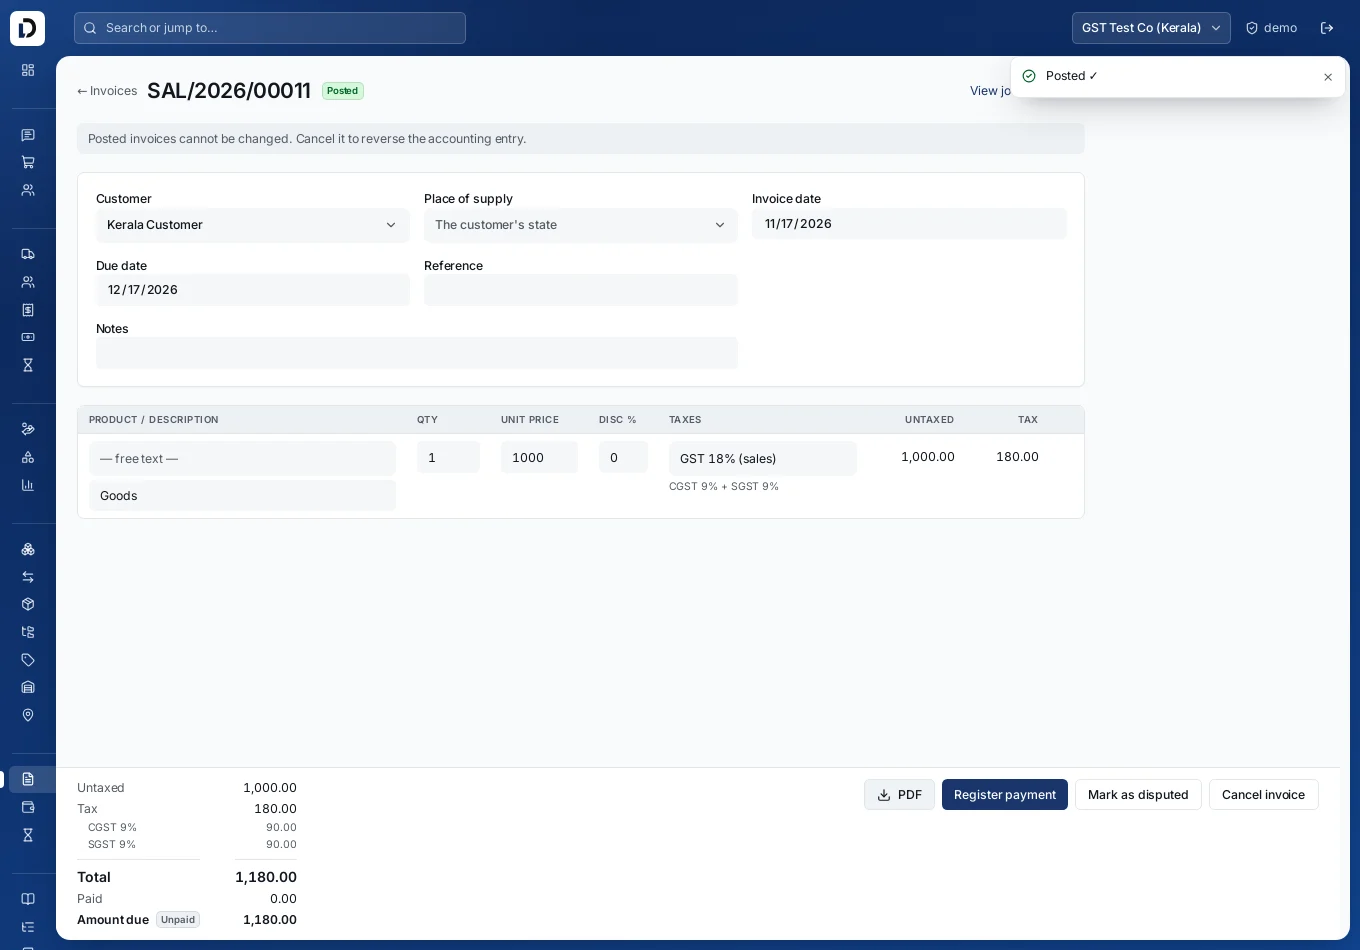 D
Search or jump to...
GST Test Co (Kerala)
demo
← Invoices
SAL/2026/00011
Posted
View jo
Posted ✓
Posted invoices cannot be changed. Cancel it to reverse the accounting entry.
Customer
Place of supply
Invoice date
Kerala Customer
The customer's state
11/17/2026
Due date
Reference
12/17/2026
Notes
PRODUCT / DESCRIPTION
QTY
UNIT PRICE
DISC %
TAXES
UNTAXED
TAX
— free text —
1
1000
0
GST 18% (sales)
1,000.00
180.00
CGST 9% + SGST 9%
Goods
Untaxed 1,000.00
Tax 180.00
CGST 9% 90.00
SGST 9% 90.00
Total 1,180.00
Paid 0.00
Amount due Unpaid 1,180.00
PDF
Register payment
Mark as disputed
Cancel invoice